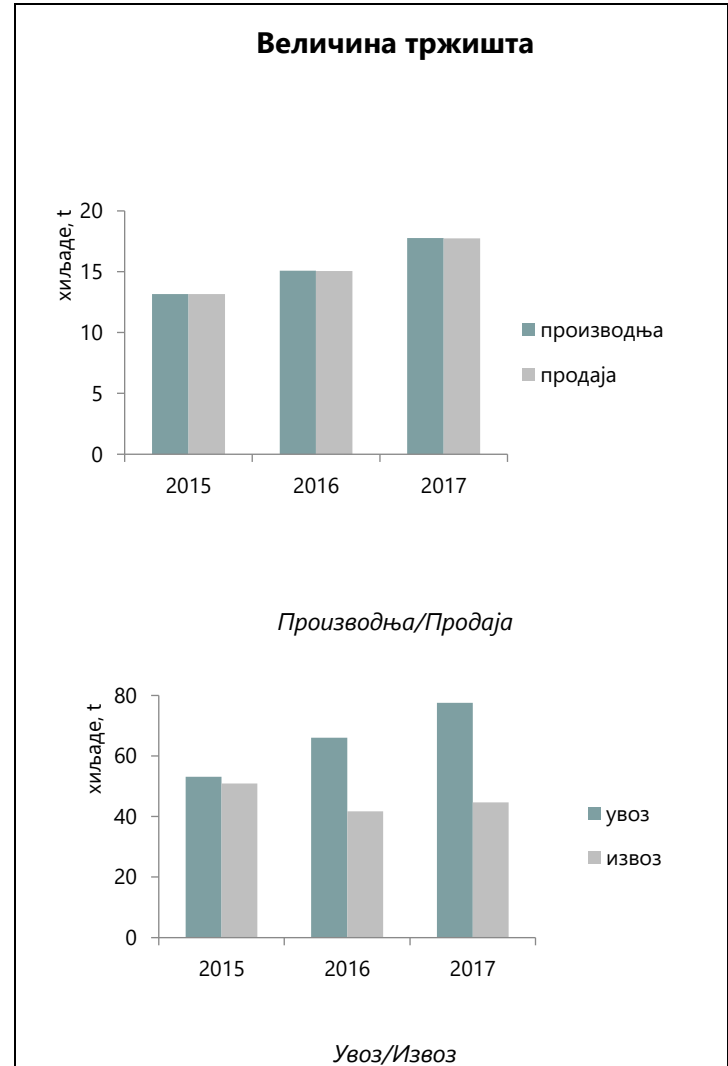 Величина тржишта
хиљаде, t
20
15
10
5
0
2015 2016 2017
производња
продаја
Производња/Продаја
хиљаде, t
80
60
40
20
0
2015 2016 2017
увоз
извоз
Увоз/Извоз